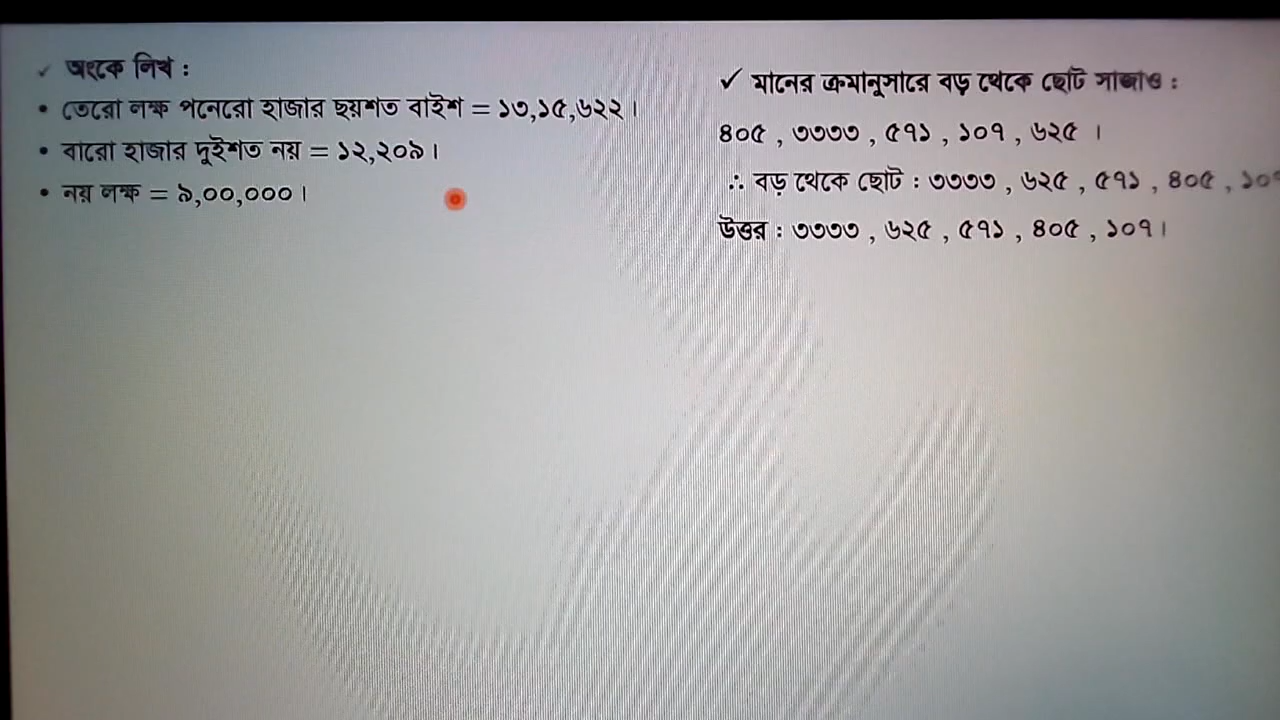 ✓ অংকে লিখ :
• তেরো লক্ষ পনেরো হাজার ছয়শত বাইশ = ১৩,১৫,৬২২।
• বারো হাজার দুইশত নয় = ১২,২০৯।
• নয় লক্ষ = ৯,০০,০০০।
✓ মানের ক্রমানুসারে বড় থেকে ছোট সাজাও :
৪০৫ , ৩৩৩৩ , ৫৭১ , ১০৭ , ৬২৫ ।
∴ বড় থেকে ছোট : ৩৩৩৩ , ৬২৫ , ৫৭১ , ৪০৫ , ১০৭
উত্তর : ৩৩৩৩ , ৬২৫ , ৫৭১ , ৪০৫ , ১০৭।